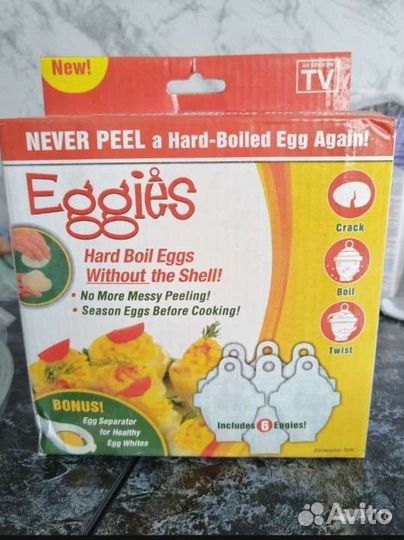 New!
AS SEEN ON
TV
NEVER PEEL a Hard-Boiled Egg Again!
Eggies
Hard Boil Eggs
Without the Shell!
• No More Messy Peeling!
• Season Eggs Before Cooking!
Crack
Boil
Twist
BONUS!
Egg Separator
for Healthy
Egg Whites
Includes 6 Eggies!
Avito